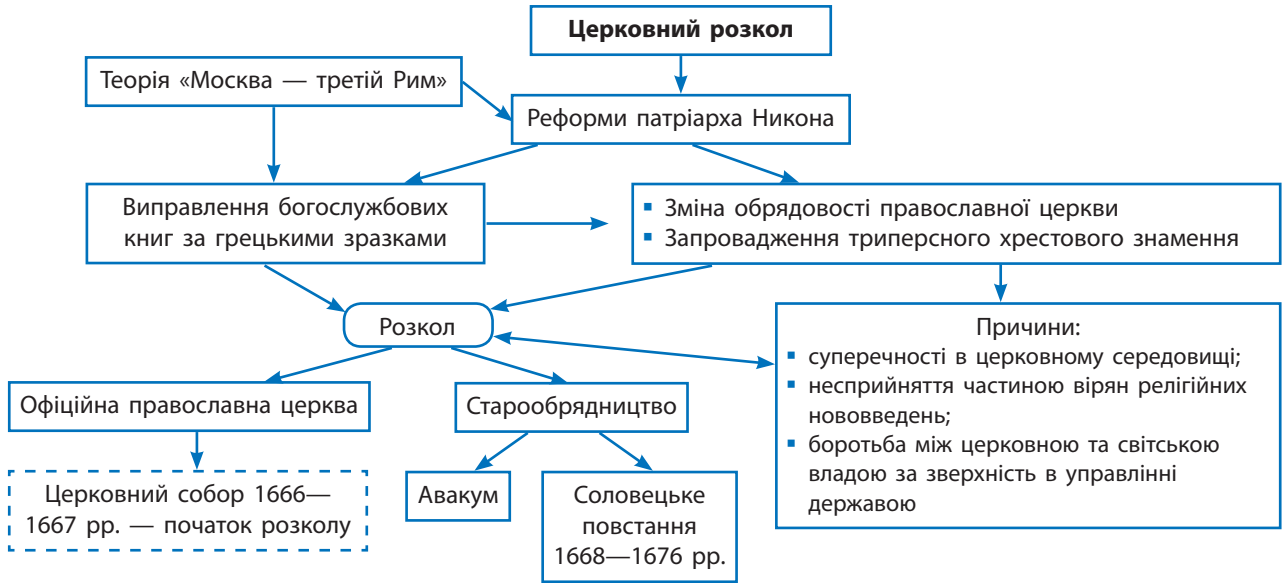 Церковний розкол
Теорія «Москва — третій Рим»
Реформи патріарха Никона
Виправлення богослужбових
книг за грецькими зразками
▪ Зміна обрядовості православної церкви
▪ Запровадження триперсного хрестового знамення
Розкол
Причини:
▪ суперечності в церковному середовищі;
▪ несприйняття частиною вірян релігійних
нововведень;
▪ боротьба між церковною та світською
владою за зверхність в управлінні
державою
Офіційна православна церква
Старообрядництво
Церковний собор 1666—
1667 рр. — початок розколу
Авакум
Соловецьке
повстання
1668—1676 рр.